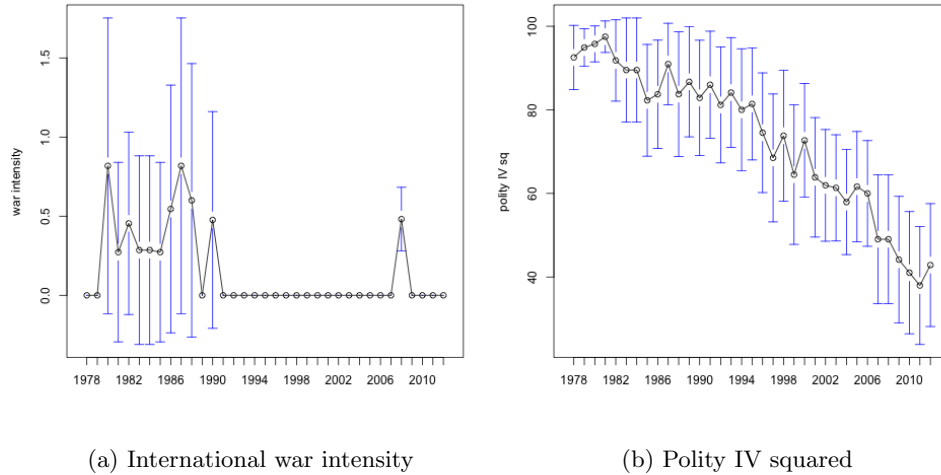 war intensity
0.0
0.5
1.0
1.5
1978 1982 1986 1990 1994 1998 2002 2006 2010
polity IV sq
40
60
80
100
1978 1982 1986 1990 1994 1998 2002 2006 2010
(a) International war intensity
(b) Polity IV squared